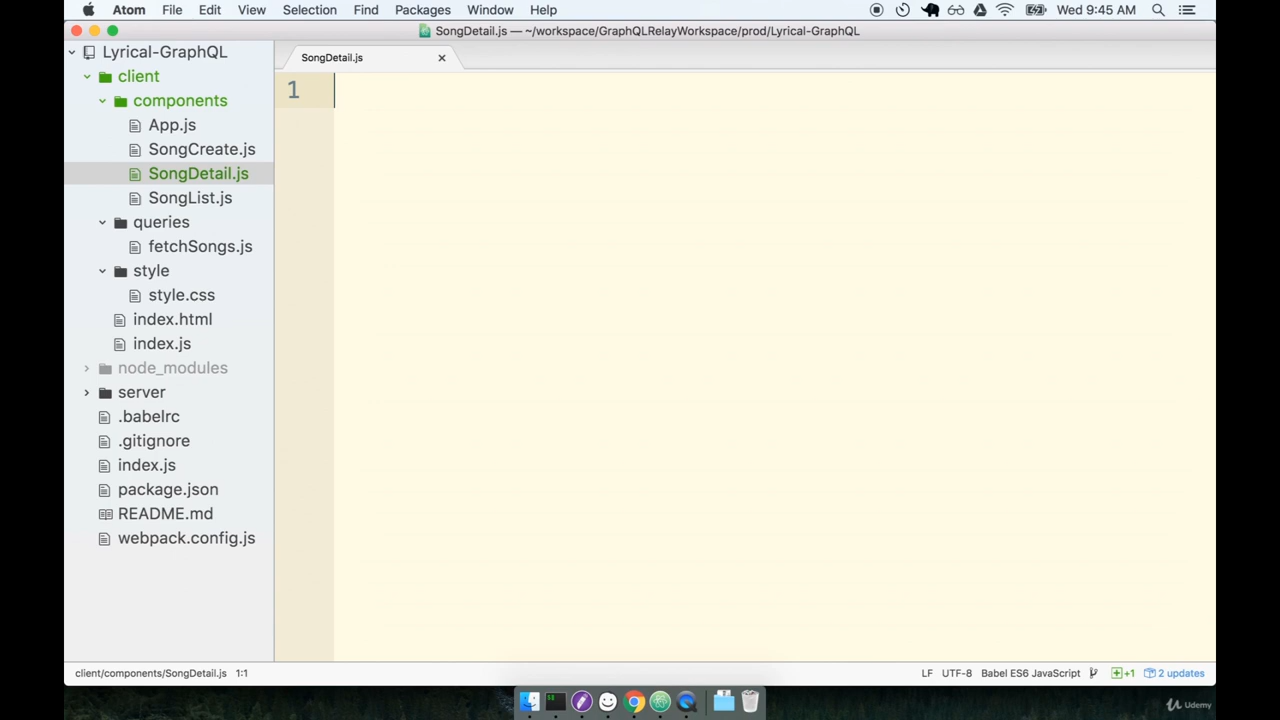 Atom File Edit View Selection Find Packages Window Help Wed 9:45 AM
SongDetail.js — ~/workspace/GraphQLRelayWorkspace/prod/Lyrical-GraphQL
Lyrical-GraphQL
SongDetail.js
client
1
components
App.js
SongCreate.js
SongDetail.js
SongList.js
queries
fetchSongs.js
style
style.css
index.html
index.js
node_modules
server
.babelrc
.gitignore
index.js
package.json
README.md
webpack.config.js
client/components/SongDetail.js 1:1 LF UTF-8 Babel ES6 JavaScript +1 2 updates
Udemy